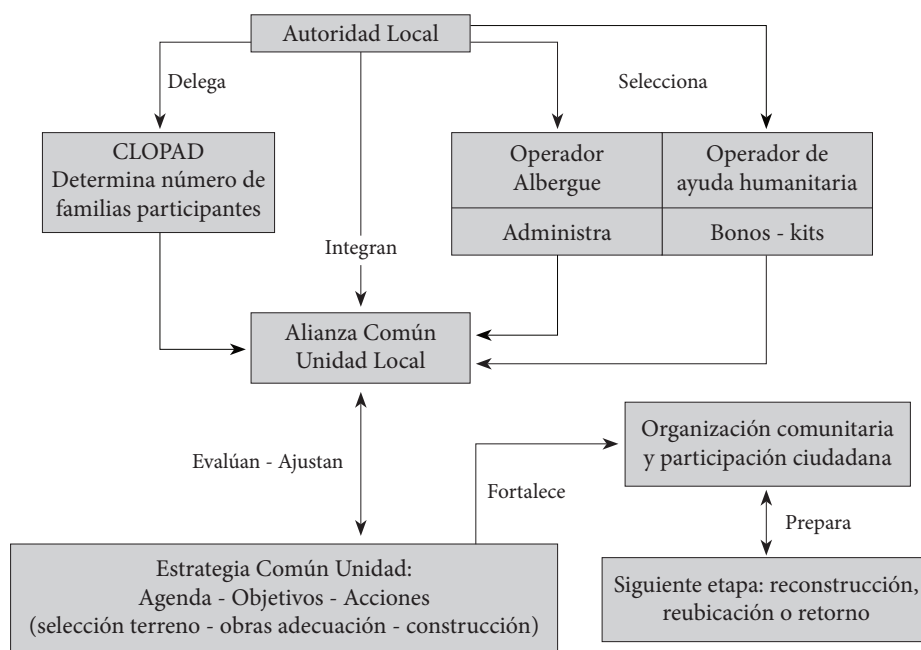 Autoridad Local
Delega
Selecciona
CLOPAD
Determina número de
familias participantes
Operador
Albergue
Operador de
ayuda humanitaria
Administra
Bonos - kits
Integran
Alianza Común
Unidad Local
Evalúan - Ajustan
Organización comunitaria
y participación ciudadana
Fortalece
Prepara
Estrategia Común Unidad:
Agenda - Objetivos - Acciones
(selección terreno - obras adecuación - construcción)
Siguiente etapa: reconstrucción,
reubicación o retorno